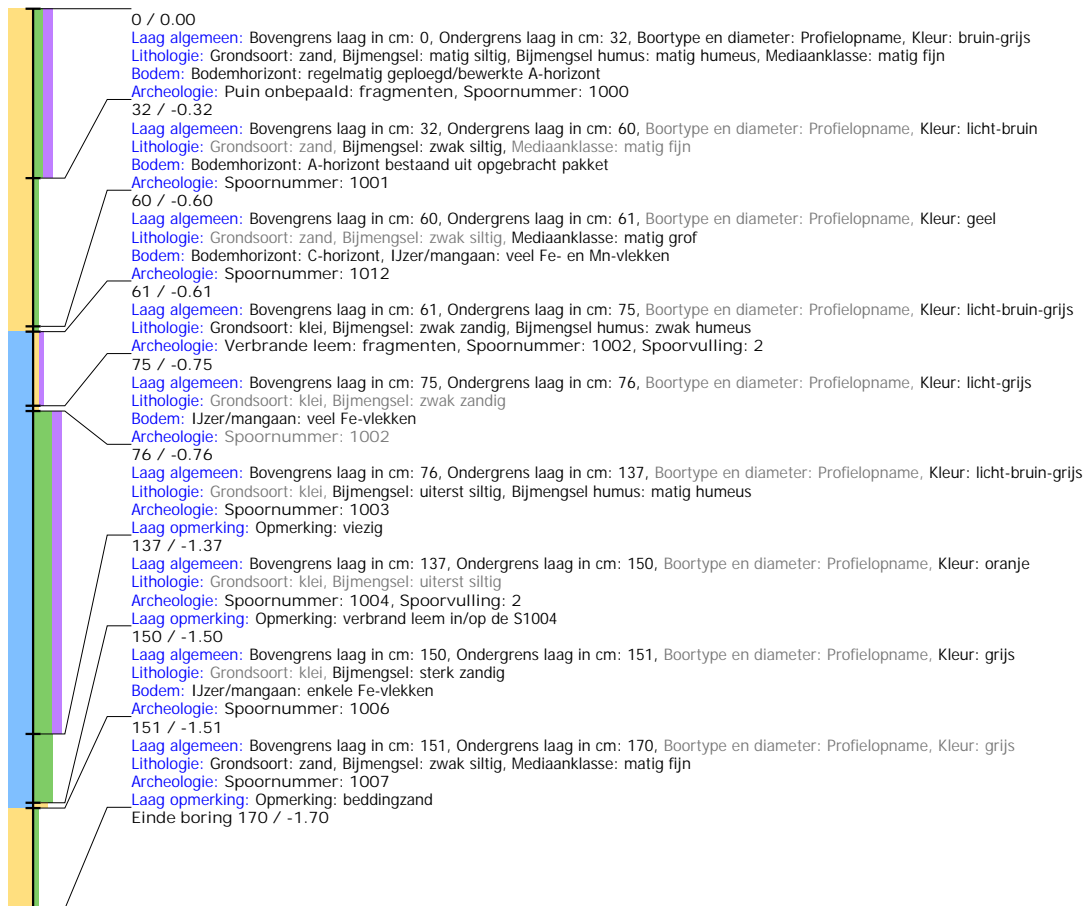 0 / 0.00
Laag algemeen: Bovengrens laag in cm: 0, Ondergrens laag in cm: 32, Boortype en diameter: Profielopname, Kleur: bruin-grijs
Lithologie: Grondsoort: zand, Bijmengsel: matig siltig, Bijmengsel humus: matig humeus, Mediaanklasse: matig fijn
Bodem: Bodemhorizont: regelmatig geploegd/bewerkte A-horizont
Archeologie: Puin onbepaald: fragmenten, Spoornummer: 1000
32 / -0.32
Laag algemeen: Bovengrens laag in cm: 32, Ondergrens laag in cm: 60, Boortype en diameter: Profielopname, Kleur: licht-bruin
Lithologie: Grondsoort: zand, Bijmengsel: zwak siltig, Mediaanklasse: matig fijn
Bodem: Bodemhorizont: A-horizont bestaand uit opgebracht pakket
Archeologie: Spoornummer: 1001
60 / -0.60
Laag algemeen: Bovengrens laag in cm: 60, Ondergrens laag in cm: 61, Boortype en diameter: Profielopname, Kleur: geel
Lithologie: Grondsoort: zand, Bijmengsel: zwak siltig, Mediaanklasse: matig grof
Bodem: Bodemhorizont: C-horizont, IJzer/mangaan: veel Fe- en Mn-vlekken
Archeologie: Spoornummer: 1012
61 / -0.61
Laag algemeen: Bovengrens laag in cm: 61, Ondergrens laag in cm: 75, Boortype en diameter: Profielopname, Kleur: licht-bruin-grijs
Lithologie: Grondsoort: klei, Bijmengsel: zwak zandig, Bijmengsel humus: zwak humeus
Archeologie: Verbrande leem: fragmenten, Spoornummer: 1002, Spoorvulling: 2
75 / -0.75
Laag algemeen: Bovengrens laag in cm: 75, Ondergrens laag in cm: 76, Boortype en diameter: Profielopname, Kleur: licht-grijs
Lithologie: Grondsoort: klei, Bijmengsel: zwak zandig
Bodem: IJzer/mangaan: veel Fe-vlekken
Archeologie: Spoornummer: 1002
76 / -0.76
Laag algemeen: Bovengrens laag in cm: 76, Ondergrens laag in cm: 137, Boortype en diameter: Profielopname, Kleur: licht-bruin-grijs
Lithologie: Grondsoort: klei, Bijmengsel: uiterst siltig, Bijmengsel humus: matig humeus
Archeologie: Spoornummer: 1003
Laag opmerking: Opmerking: viezig
137 / -1.37
Laag algemeen: Bovengrens laag in cm: 137, Ondergrens laag in cm: 150, Boortype en diameter: Profielopname, Kleur: oranje
Lithologie: Grondsoort: klei, Bijmengsel: uiterst siltig
Archeologie: Spoornummer: 1004, Spoorvulling: 2
Laag opmerking: Opmerking: verbrand leem in/op de S1004
150 / -1.50
Laag algemeen: Bovengrens laag in cm: 150, Ondergrens laag in cm: 151, Boortype en diameter: Profielopname, Kleur: grijs
Lithologie: Grondsoort: klei, Bijmengsel: sterk zandig
Bodem: IJzer/mangaan: enkele Fe-vlekken
Archeologie: Spoornummer: 1006
151 / -1.51
Laag algemeen: Bovengrens laag in cm: 151, Ondergrens laag in cm: 170, Boortype en diameter: Profielopname, Kleur: grijs
Lithologie: Grondsoort: zand, Bijmengsel: zwak siltig, Mediaanklasse: matig fijn
Archeologie: Spoornummer: 1007
Laag opmerking: Opmerking: beddingzand
Einde boring 170 / -1.70